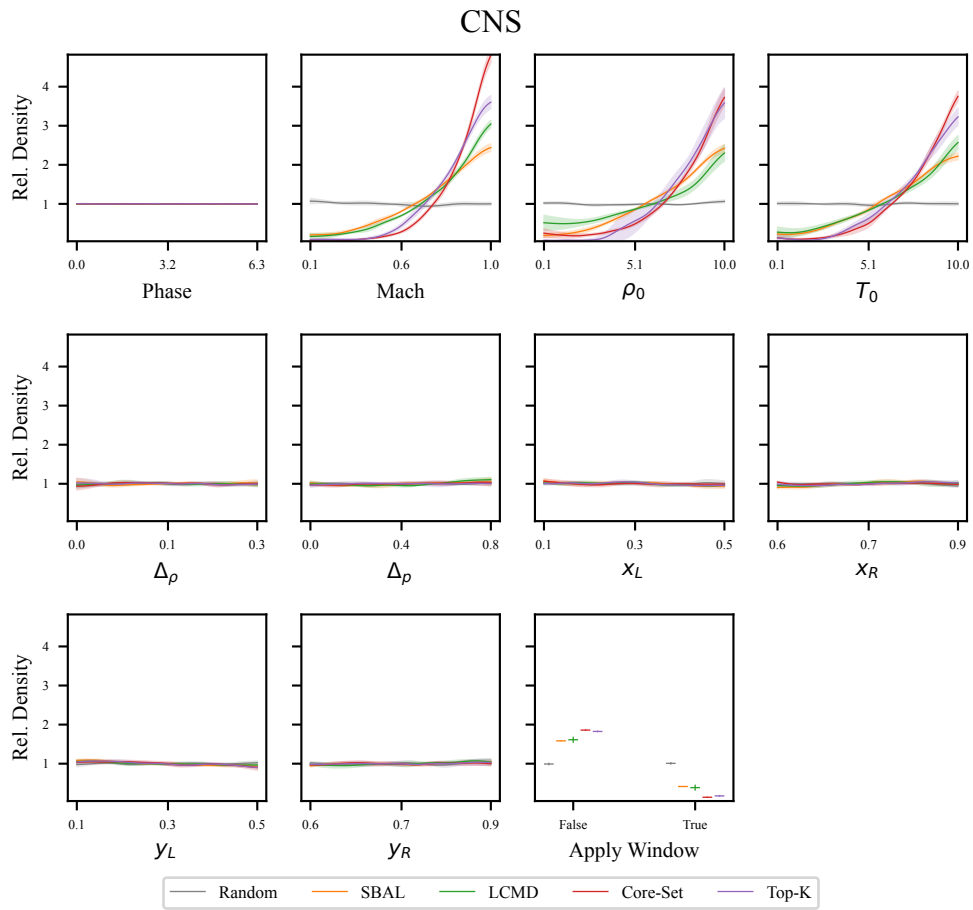 CNS
Rel. Density
4
3
2
1
0.0 3.2 6.3
Phase
0.1 0.6 1.0
Mach
0.1 5.1 10.0
ρ₀
0.1 5.1 10.0
T₀
Rel. Density
4
3
2
1
0.0 0.1 0.3
Δρ
0.0 0.4 0.8
Δp
0.1 0.3 0.5
x_L
0.6 0.7 0.9
x_R
Rel. Density
4
3
2
1
0.1 0.3 0.5
y_L
0.6 0.7 0.9
y_R
False True
Apply Window
Random SBAL LCMD Core-Set Top-K